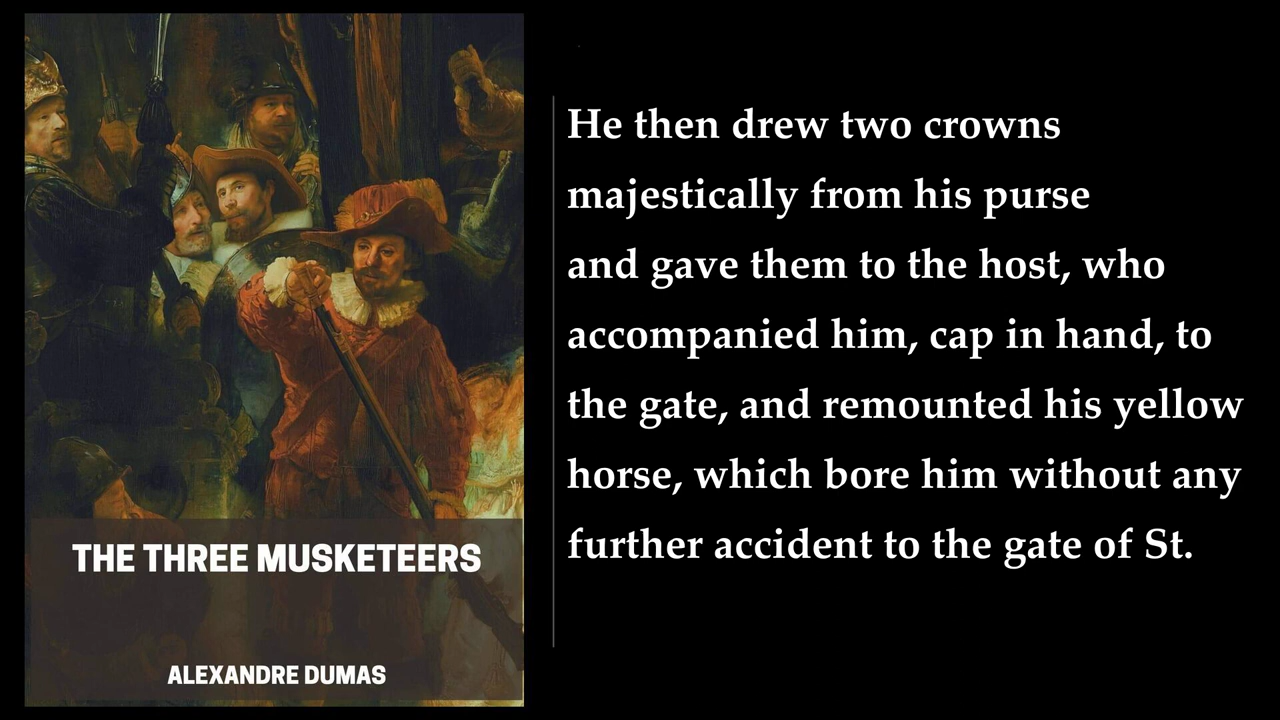 THE THREE MUSKETEERS
ALEXANDRE DUMAS
He then drew two crowns
majestically from his purse
and gave them to the host, who
accompanied him, cap in hand, to
the gate, and remounted his yellow
horse, which bore him without any
further accident to the gate of St.